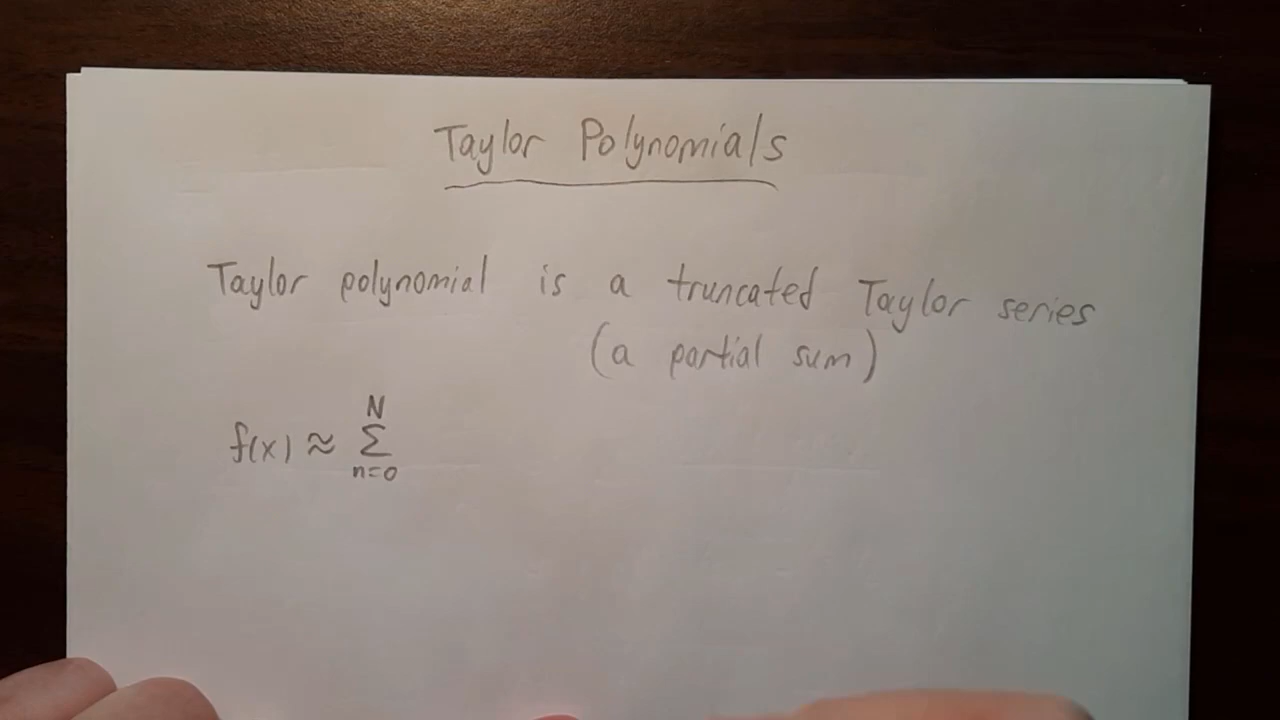 Taylor Polynomials
Taylor polynomial is a truncated Taylor series
(a partial sum)
f(x) ≈ N Σ n=0